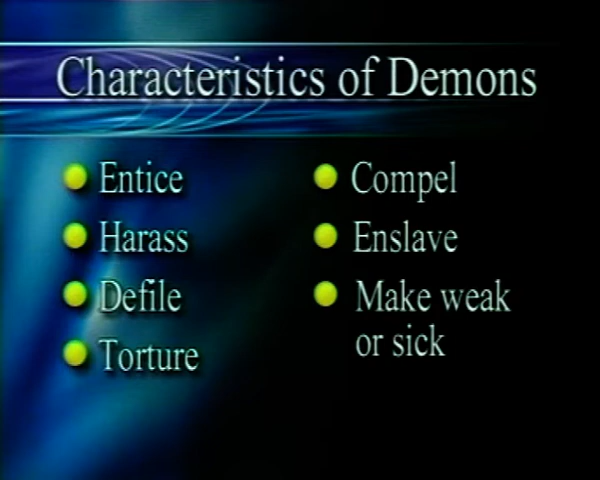 Characteristics of Demons
Entice
Harass
Defile
Torture
Compel
Enslave
Make weak
or sick